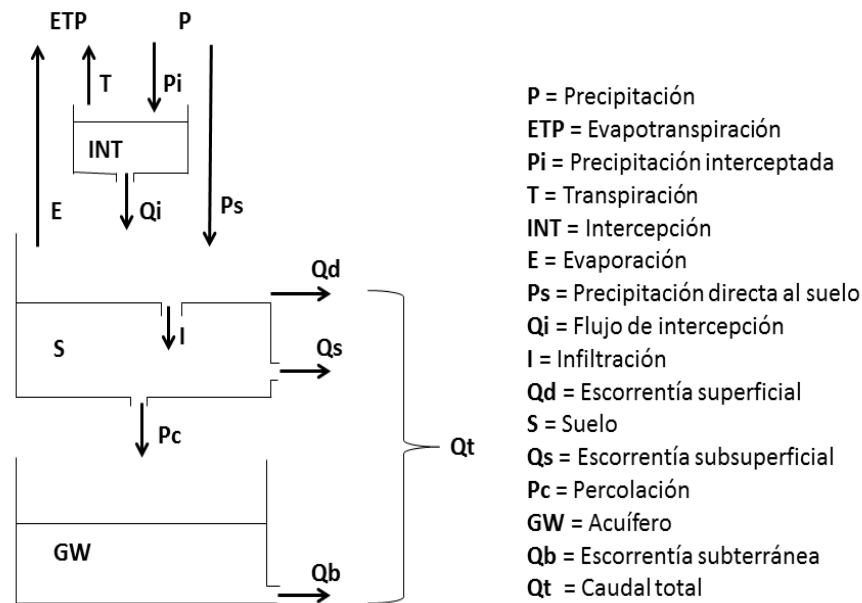 ETP P
T Pi
INT
E Qi Ps
Qd
I
S Qs
Pc
Qt
GW
Qb
P = Precipitación
ETP = Evapotranspiración
Pi = Precipitación interceptada
T = Transpiración
INT = Intercepción
E = Evaporación
Ps = Precipitación directa al suelo
Qi = Flujo de intercepción
I = Infiltración
Qd = Escorrentía superficial
S = Suelo
Qs = Escorrentía subsuperficial
Pc = Percolación
GW = Acuífero
Qb = Escorrentía subterránea
Qt = Caudal total